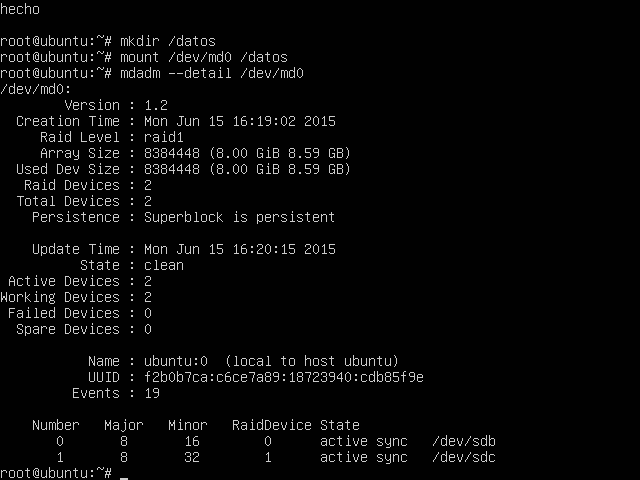 hecho
root@ubuntu:~# mkdir /datos
root@ubuntu:~# mount /dev/md0 /datos
root@ubuntu:~# mdadm --detail /dev/md0
/dev/md0:
Version : 1.2
Creation Time : Mon Jun 15 16:19:02 2015
Raid Level : raid1
Array Size : 8384448 (8.00 GiB 8.59 GB)
Used Dev Size : 8384448 (8.00 GiB 8.59 GB)
Raid Devices : 2
Total Devices : 2
Persistence : Superblock is persistent
Update Time : Mon Jun 15 16:20:15 2015
State : clean
Active Devices : 2
Working Devices : 2
Failed Devices : 0
Spare Devices : 0
Name : ubuntu:0  (local to host ubuntu)
UUID : f2b0b7ca:c6ce7a89:18723940:cdb85f9e
Events : 19
Number   Major   Minor   RaidDevice State
0       8       16        0      active sync   /dev/sdb
1       8       32        1      active sync   /dev/sdc
root@ubuntu:~# _